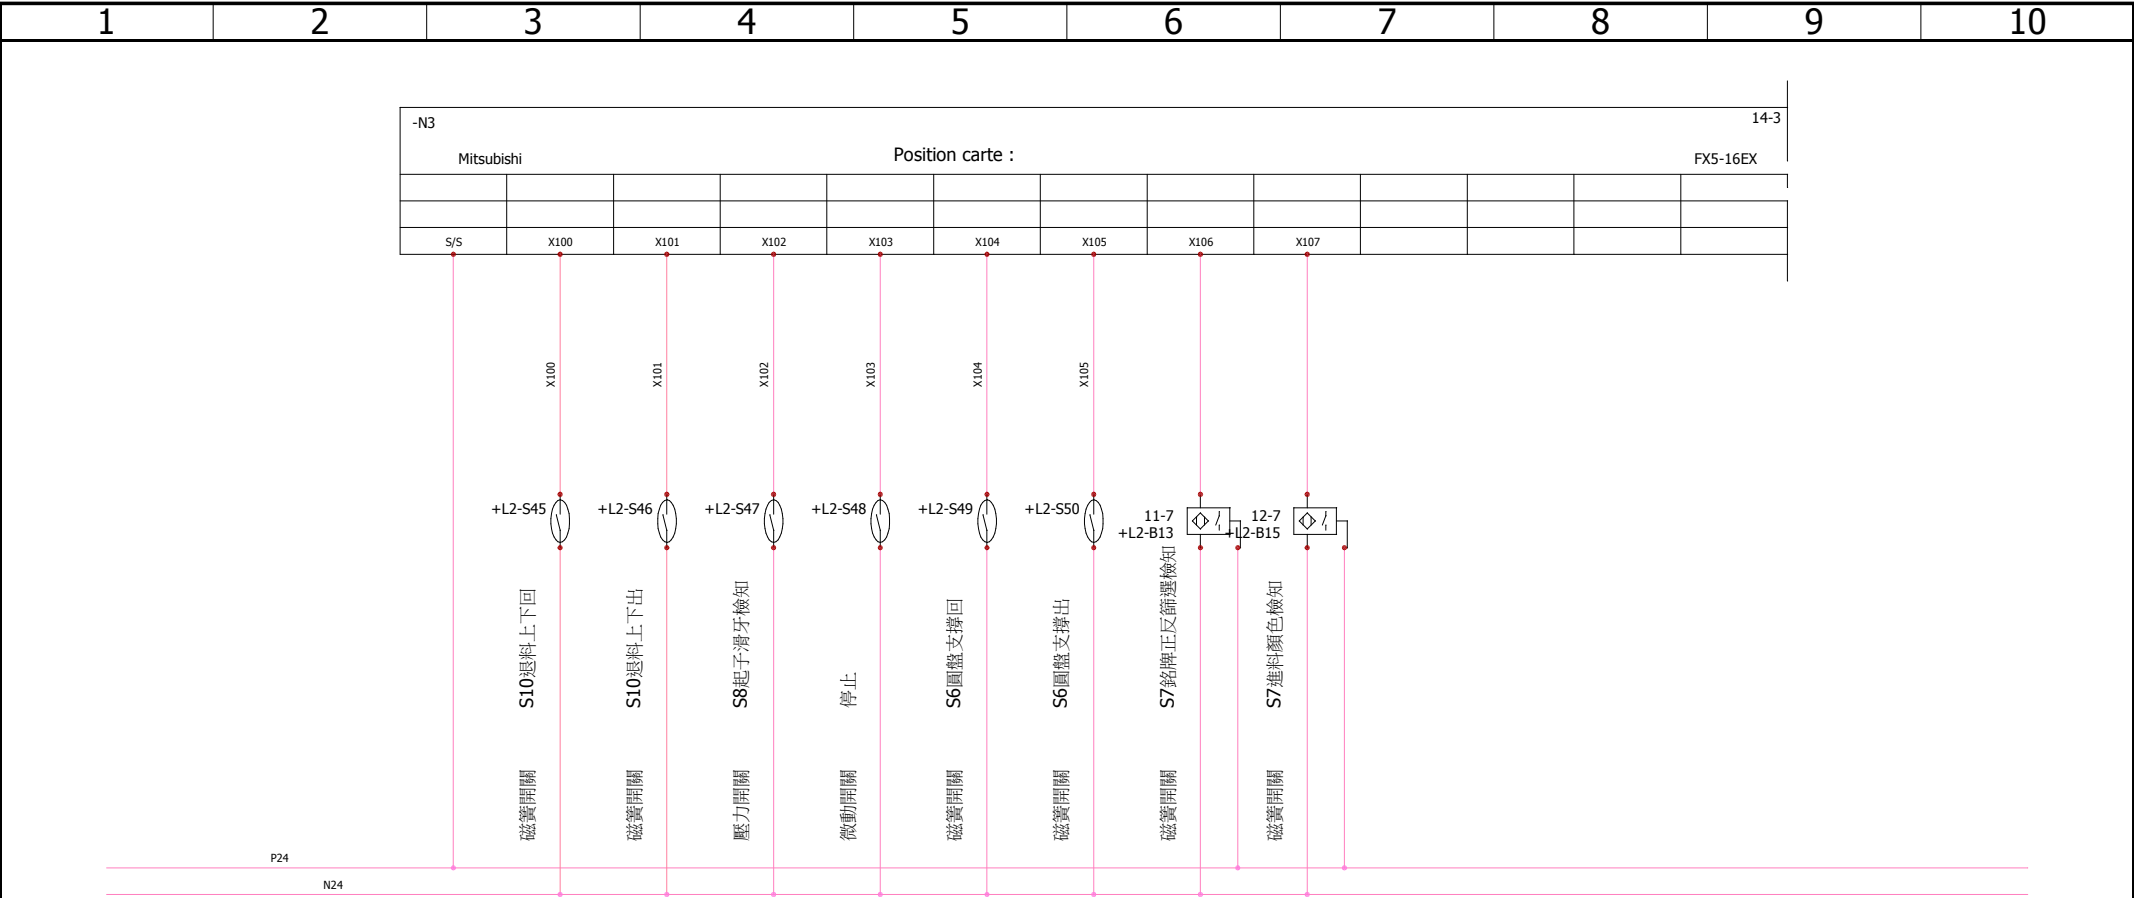 1 2 3 4 5 6 7 8 9 10
-N3 14-3
Mitsubishi Position carte : FX5-16EX
S/S X100 X101 X102 X103 X104 X105 X106 X107
X100
X101
X102
X103
X104
X105
+L2-S45
+L2-S46
+L2-S47
+L2-S48
+L2-S49
+L2-S50
11-7
+L2-B13
12-7
+L2-B15
S10退料上下回
S10退料上下出
S8起子滑牙檢知
停止
S6圓盤支撐回
S6圓盤支撐出
S7銘牌正反篩選檢知
S7進料顏色檢知
磁簧開關
磁簧開關
壓力開關
微動開關
磁簧開關
磁簧開關
磁簧開關
磁簧開關
P24
N24